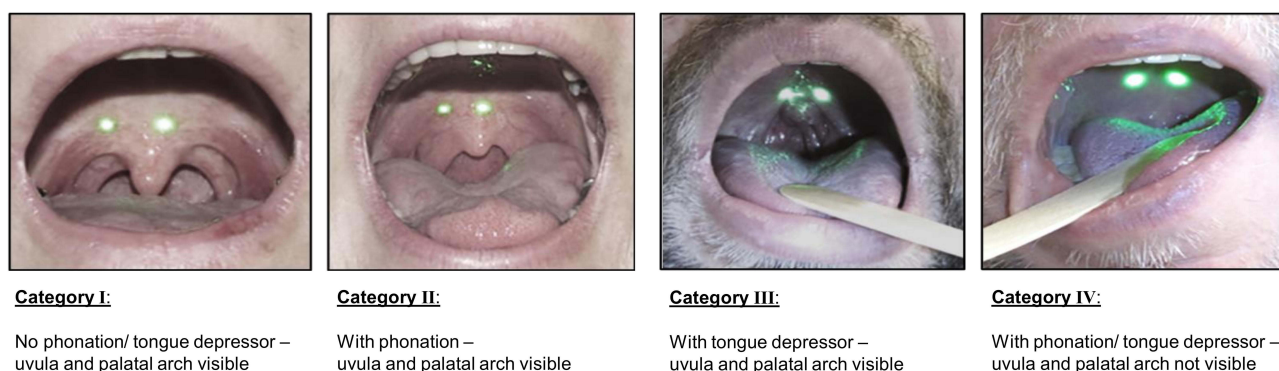 Category I:
No phonation/ tongue depressor –
uvula and palatal arch visible
Category II:
With phonation –
uvula and palatal arch visible
Category III:
With tongue depressor –
uvula and palatal arch visible
Category IV:
With phonation/ tongue depressor –
uvula and palatal arch not visible